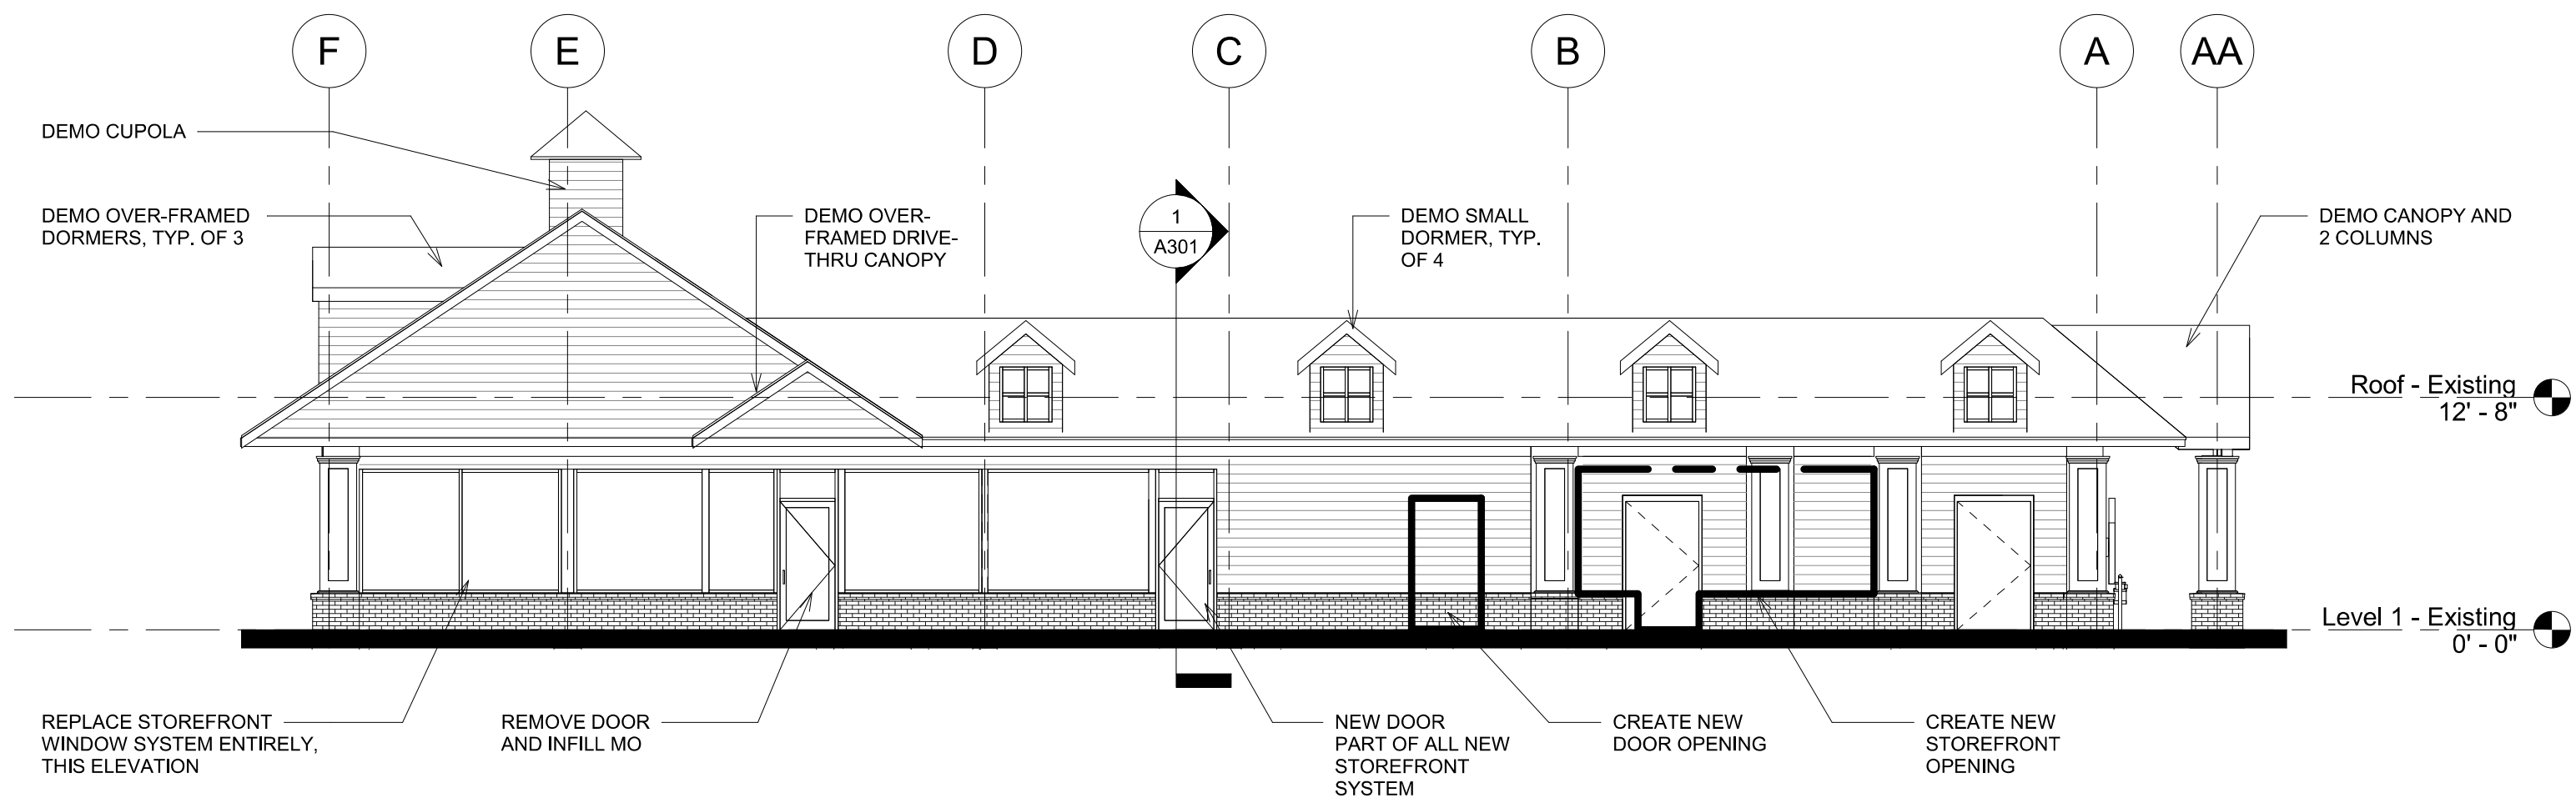 F
E
D
C
B
A
AA
DEMO CUPOLA
DEMO OVER-FRAMED
DORMERS, TYP. OF 3
DEMO OVER-
FRAMED DRIVE-
THRU CANOPY
1
A301
DEMO SMALL
DORMER, TYP.
OF 4
DEMO CANOPY AND
2 COLUMNS
Roof - Existing
12' - 8"
Level 1 - Existing
0' - 0"
REPLACE STOREFRONT
WINDOW SYSTEM ENTIRELY,
THIS ELEVATION
REMOVE DOOR
AND INFILL MO
NEW DOOR
PART OF ALL NEW
STOREFRONT
SYSTEM
CREATE NEW
DOOR OPENING
CREATE NEW
STOREFRONT
OPENING